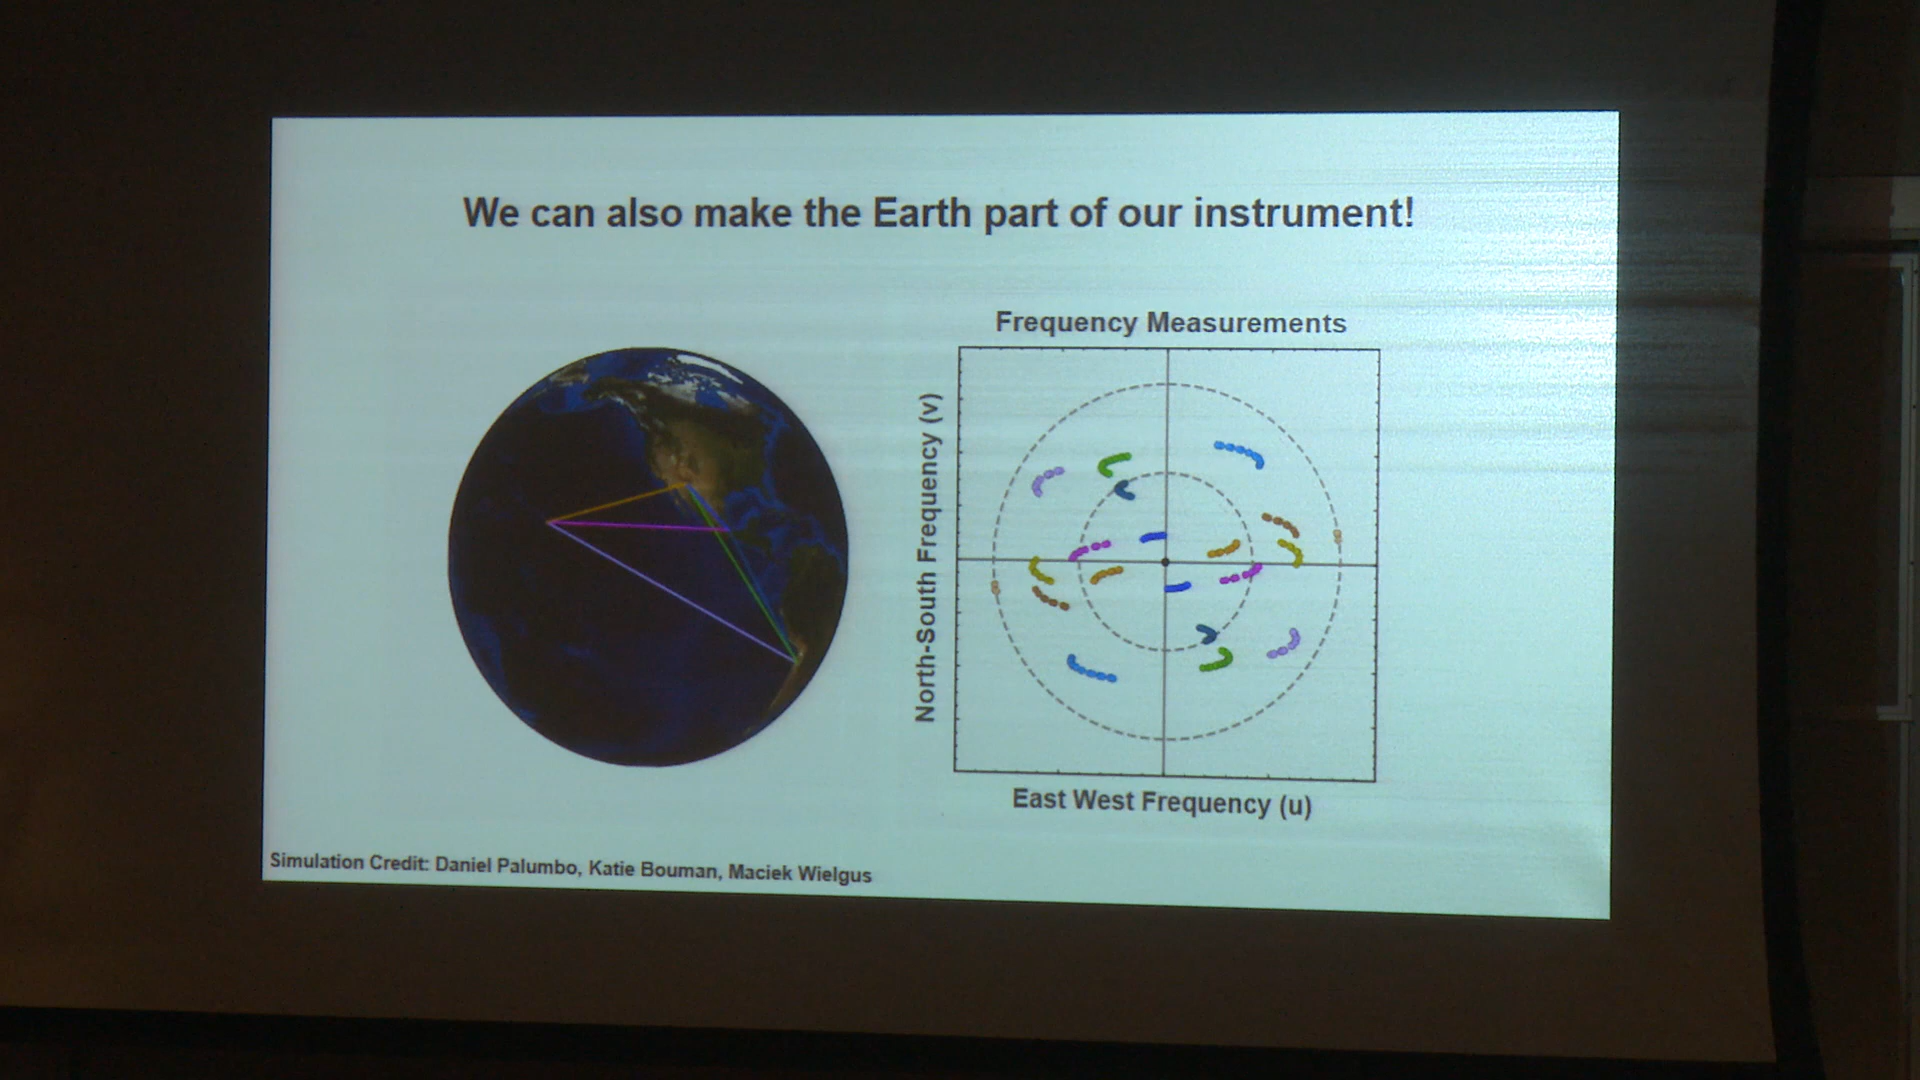 We can also make the Earth part of our instrument!
Frequency Measurements
North-South Frequency (v)
East West Frequency (u)
Simulation Credit: Daniel Palumbo, Katie Bouman, Maciek Wielgus